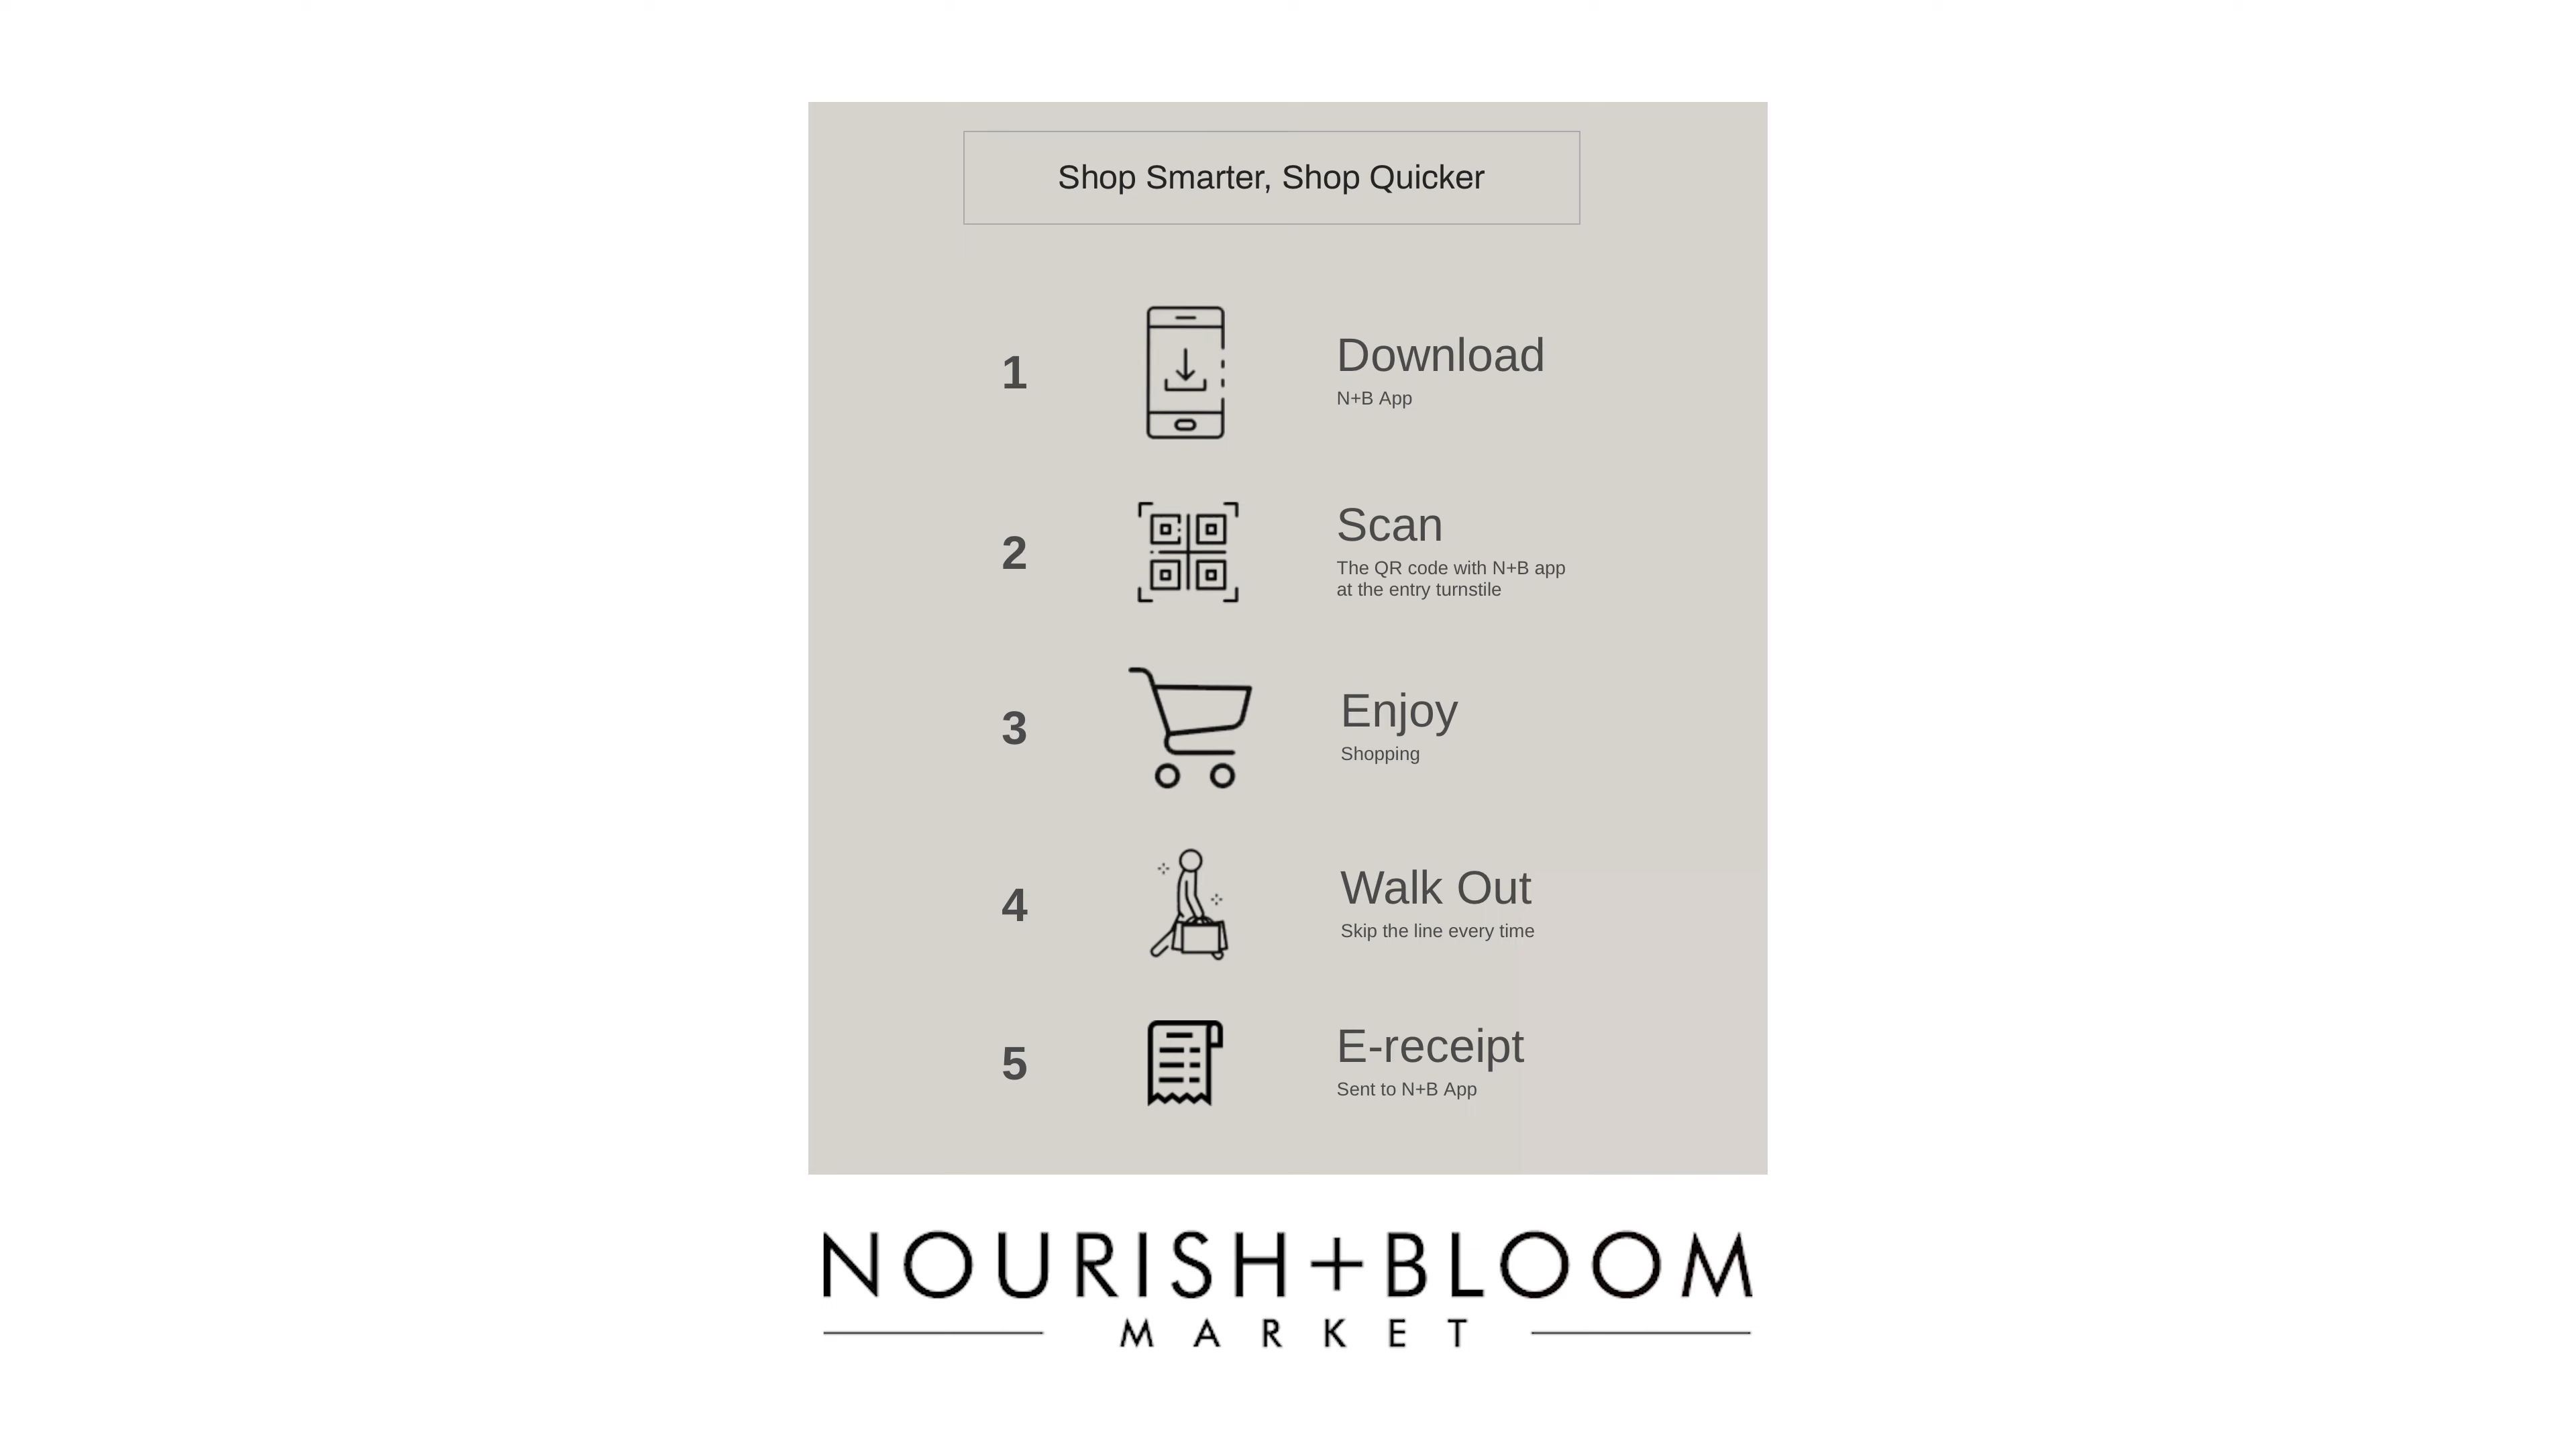 Shop Smarter, Shop Quicker
1
Download
N+B App
2
Scan
The QR code with N+B app
at the entry turnstile
3
Enjoy
Shopping
4
Walk Out
Skip the line every time
5
E-receipt
Sent to N+B App
NOURISH+BLOOM
MARKET